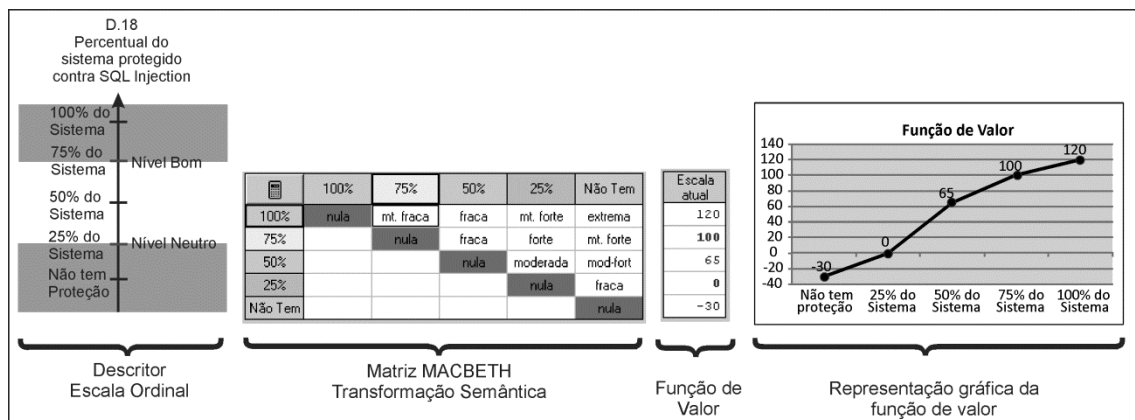 D.18
Percentual do
sistema protegido
contra SQL Injection
100% do
Sistema
75% do
Sistema
Nível Bom
50% do
Sistema
25% do
Sistema
Nível Neutro
Não tem
Proteção
Descritor
Escala Ordinal
100% 75% 50% 25% Não Tem
100% nula mt. fraca fraca mt. forte extrema
75% nula fraca forte mt. forte
50% nula moderada mod-fort
25% nula fraca
Não Tem nula
Matriz MACBETH
Transformação Semântica
Escala
atual
120
100
65
0
-30
Função de
Valor
Função de Valor
140
120
100
80
60
40
20
0
-20
-40
-30
0
65
100
120
Não tem
proteção
25% do
Sistema
50% do
Sistema
75% do
Sistema
100% do
Sistema
Representação gráfica da
função de valor